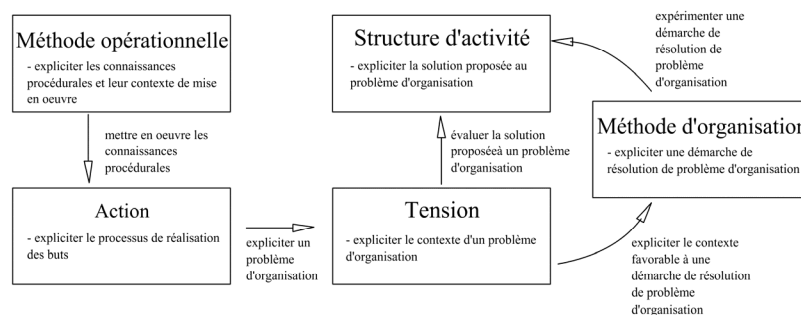 Méthode opérationnelle
- expliciter les connaissances
procédurales et leur contexte de mise
en oeuvre
mettre en oeuvre les
connaissances
procédurales
Action
- expliciter le processus de réalisation
des buts
expliciter un
problème
d'organisation
Structure d'activité
- expliciter la solution proposée au
problème d'organisation
évaluer la solution
proposéeà un problème
d'organisation
Tension
- expliciter le contexte d'un problème
d'organisation
expérimenter une
démarche de
résolution de
problème
d'organisation
Méthode d'organisation
- expliciter une démarche de
résolution de problème d'organisation
expliciter le contexte
favorable à une
démarche de résolution
de problème
d'organisation